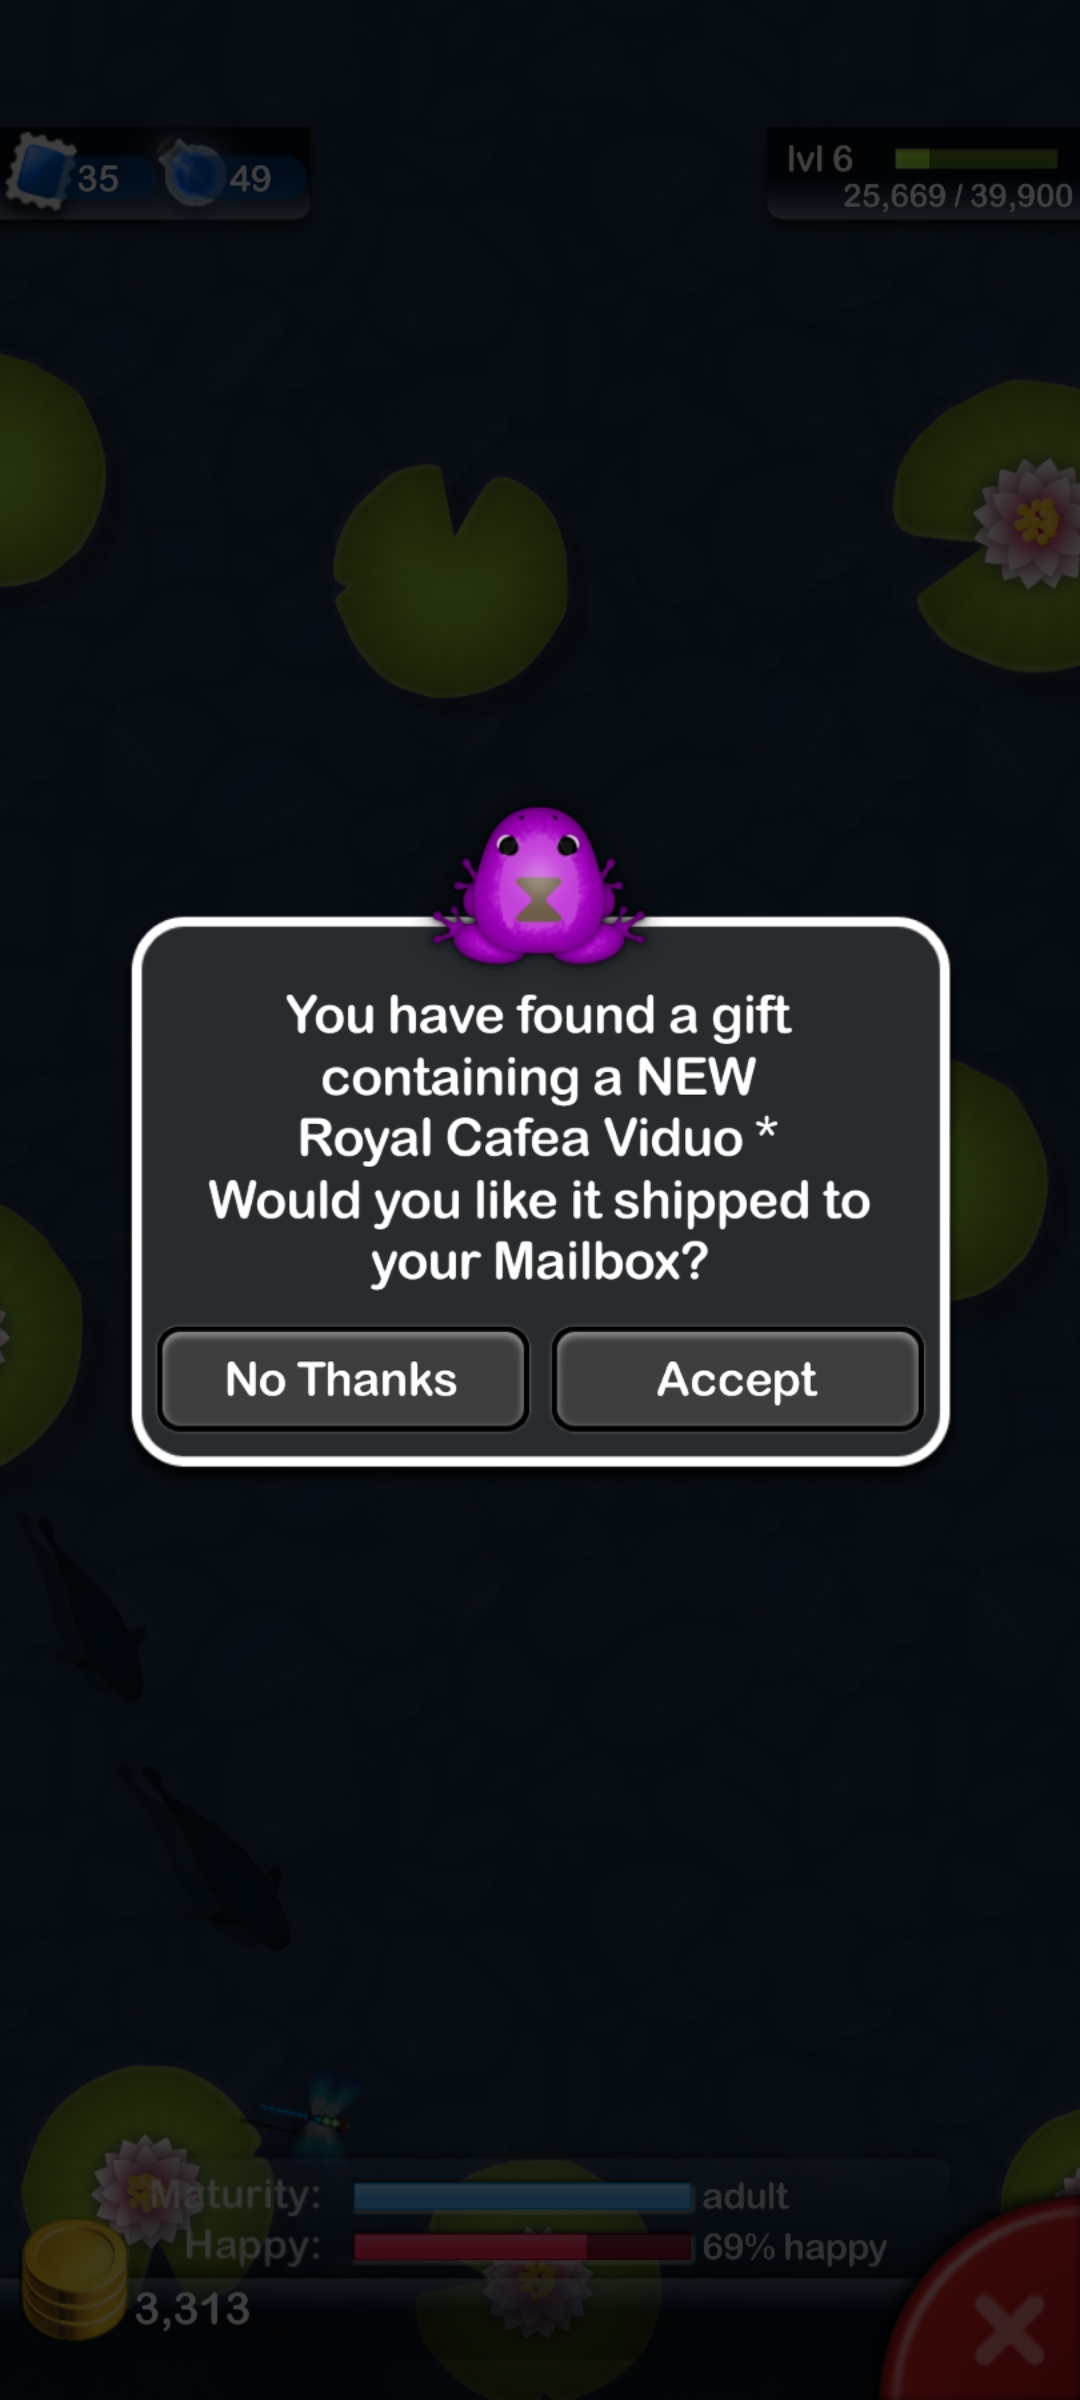 35
49
lvl 6
25,669 / 39,900
You have found a gift
containing a NEW
Royal Cafea Viduo *
Would you like it shipped to
your Mailbox?
No Thanks
Accept
Maturity:
adult
Happy:
69% happy
3,313